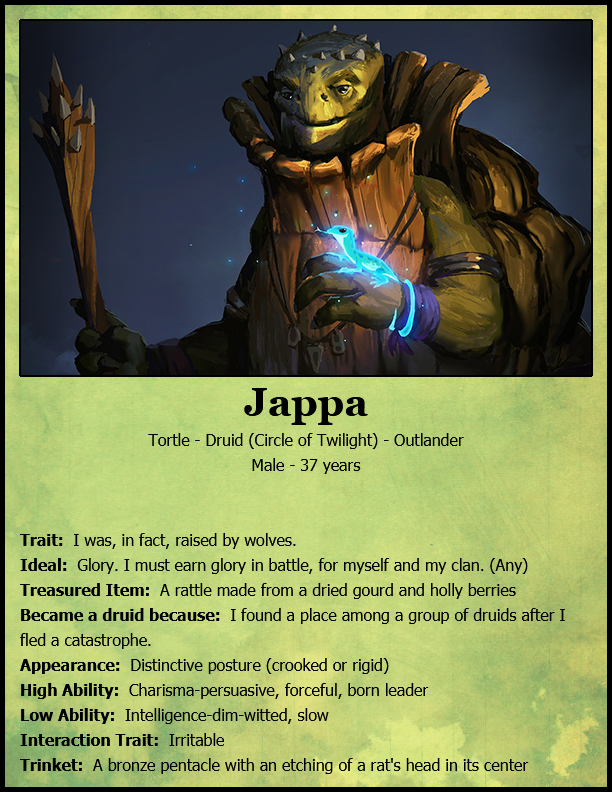 Jappa
Tortle - Druid (Circle of Twilight) - Outlander
Male - 37 years
Trait: I was, in fact, raised by wolves.
Ideal: Glory. I must earn glory in battle, for myself and my clan. (Any)
Treasured Item: A rattle made from a dried gourd and holly berries
Became a druid because: I found a place among a group of druids after I
fled a catastrophe.
Appearance: Distinctive posture (crooked or rigid)
High Ability: Charisma-persuasive, forceful, born leader
Low Ability: Intelligence-dim-witted, slow
Interaction Trait: Irritable
Trinket: A bronze pentacle with an etching of a rat's head in its center